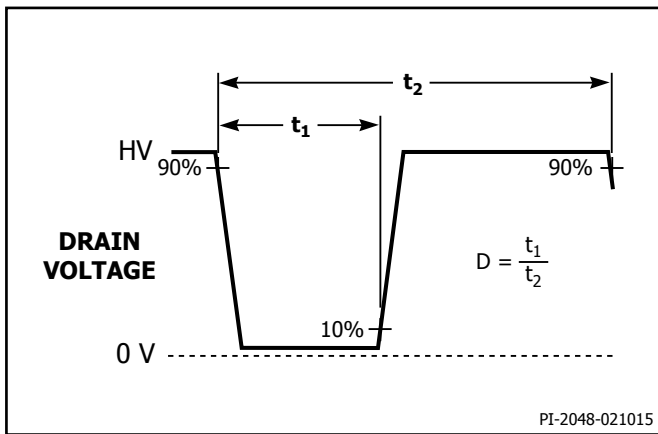 t₂
t₁
HV
90%
90%
DRAIN
VOLTAGE
D = t₁/t₂
10%
0 V
PI-2048-021015